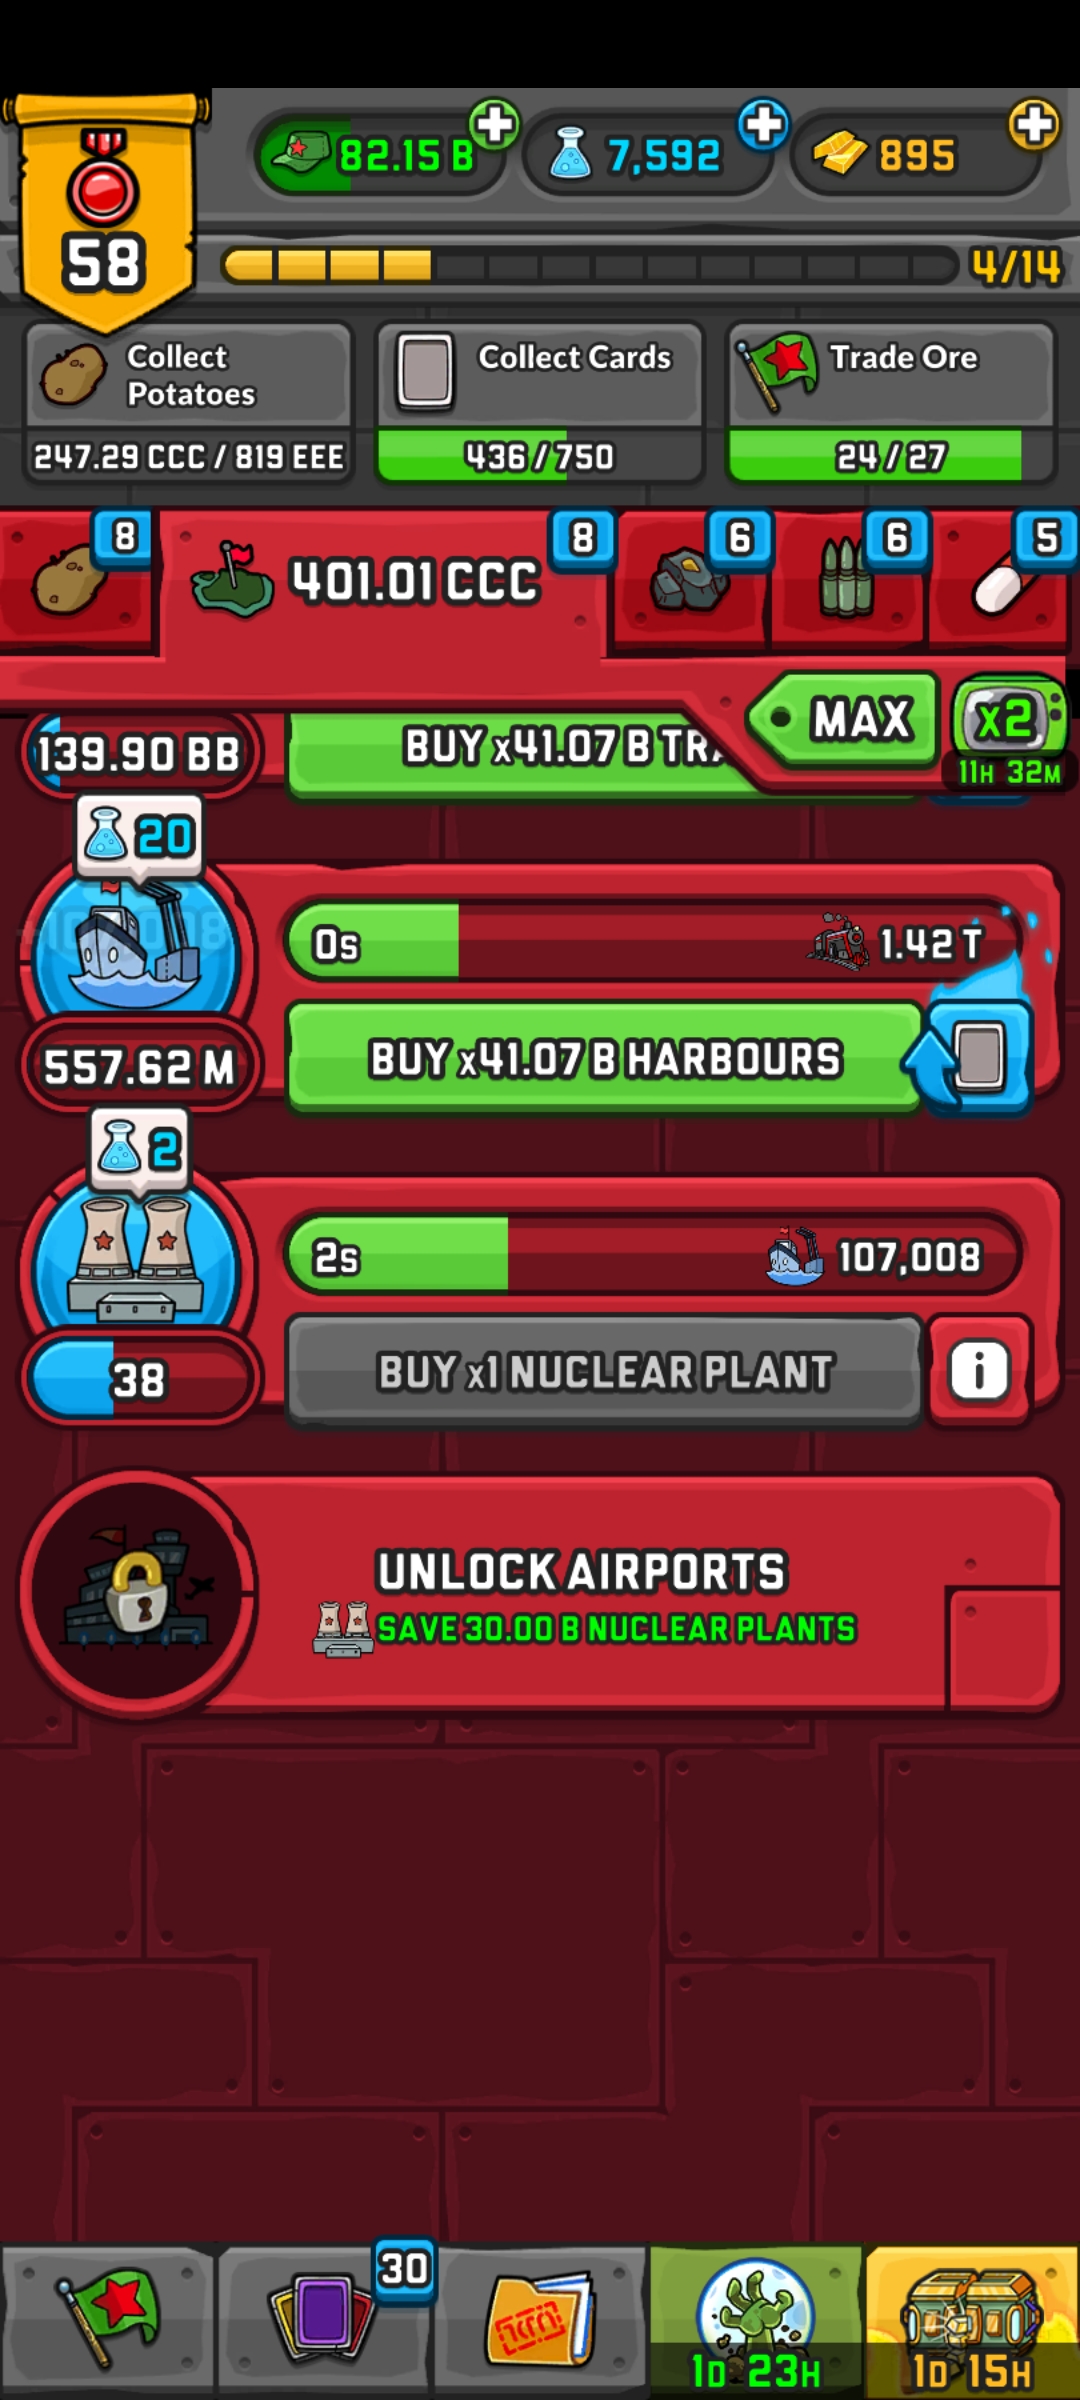 58
82.15 B
7,592
895
4/14
Collect Potatoes
247.29 CCC / 819 EEE
Collect Cards
436 / 750
Trade Ore
24 / 27
8
401.01 CCC
8
6
6
5
MAX
x2
11H 32M
139.90 BB
BUY x41.07 B
20
0s
1.42 T
557.62 M
BUY x41.07 B HARBOURS
2
2s
107,008
38
BUY x1 NUCLEAR PLANT
i
UNLOCK AIRPORTS
SAVE 30.00 B NUCLEAR PLANTS
30
1D 23H
1D 15H